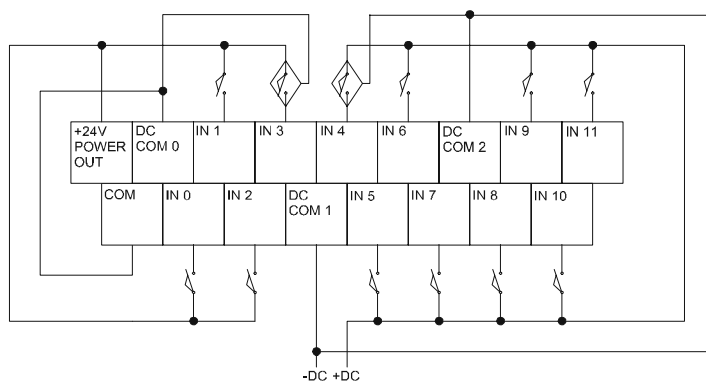 +24V
POWER
OUT
DC
COM 0
IN 1
IN 3
IN 4
IN 6
DC
COM 2
IN 9
IN 11
COM
IN 0
IN 2
DC
COM 1
IN 5
IN 7
IN 8
IN 10
-DC +DC